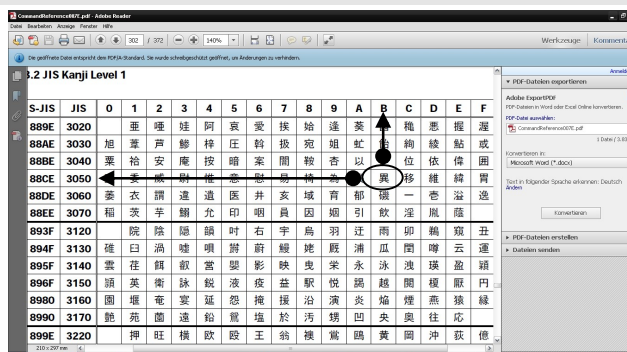 CommandReference007E.pdf - Adobe Reader
Datei Bearbeiten Anzeige Fenster Hilfe
302 / 372 140% Werkzeuge Kommentar
Die geöffnete Datei entspricht dem PDF/A-Standard. Sie wurde schreibgeschützt geöffnet, um Änderungen zu verhindern.
.2 JIS Kanji Level 1
S-JIS JIS 0 1 2 3 4 5 6 7 8 9 A B C D E F
889E 3020 亜 唖 娃 阿 哀 愛 挨 姶 逢 葵 穐 悪 握 渥
88AE 3030 旭 葦 芦 鯵 梓 圧 斡 扱 宛 姐 虻 飴 絢 綾 鮎 或
88BE 3040 粟 袷 安 庵 按 暗 案 闇 鞍 杏 以 位 依 偉 囲
88CE 3050 委 威 尉 惟 意 慰 易 椅 為 異 移 維 緯 胃
88DE 3060 萎 衣 謂 違 遺 医 井 亥 域 育 郁 磯 一 壱 溢 逸
88EE 3070 稲 茨 芋 鰯 允 印 咽 員 因 姻 引 飲 淫 胤 蔭
893F 3120 院 陰 隠 韻 吋 右 宇 烏 羽 迂 雨 卯 鵜 窺 丑
894F 3130 碓 臼 渦 嘘 唄 欝 蔚 鰻 姥 厩 浦 瓜 閏 噂 云 運
895F 3140 雲 荏 餌 叡 営 嬰 影 映 曳 栄 永 泳 洩 瑛 盈 穎
896F 3150 頴 英 衛 詠 鋭 液 疫 益 駅 悦 謁 越 閲 榎 厭 円
8980 3160 園 堰 奄 宴 延 怨 掩 援 沿 演 炎 焔 煙 燕 猿 縁
8990 3170 艶 苑 薗 遠 鉛 鴛 塩 於 汚 甥 凹 央 奥 往 応
899E 3220 押 旺 横 欧 殴 王 翁 襖 鴬 鴎 黄 岡 沖 荻 億
210 x 297 mm
Anmelden
PDF-Dateien exportieren
Adobe ExportPDF
PDF-Dateien in Word oder Excel Online konvertieren.
PDF-Datei auswählen:
CommandReference007E.pdf
1 Datei / 3.03
Konvertieren in:
Microsoft Word (*.docx)
Text in folgender Sprache erkennen: Deutsch
Ändern
Konvertieren
PDF-Dateien erstellen
Dateien senden